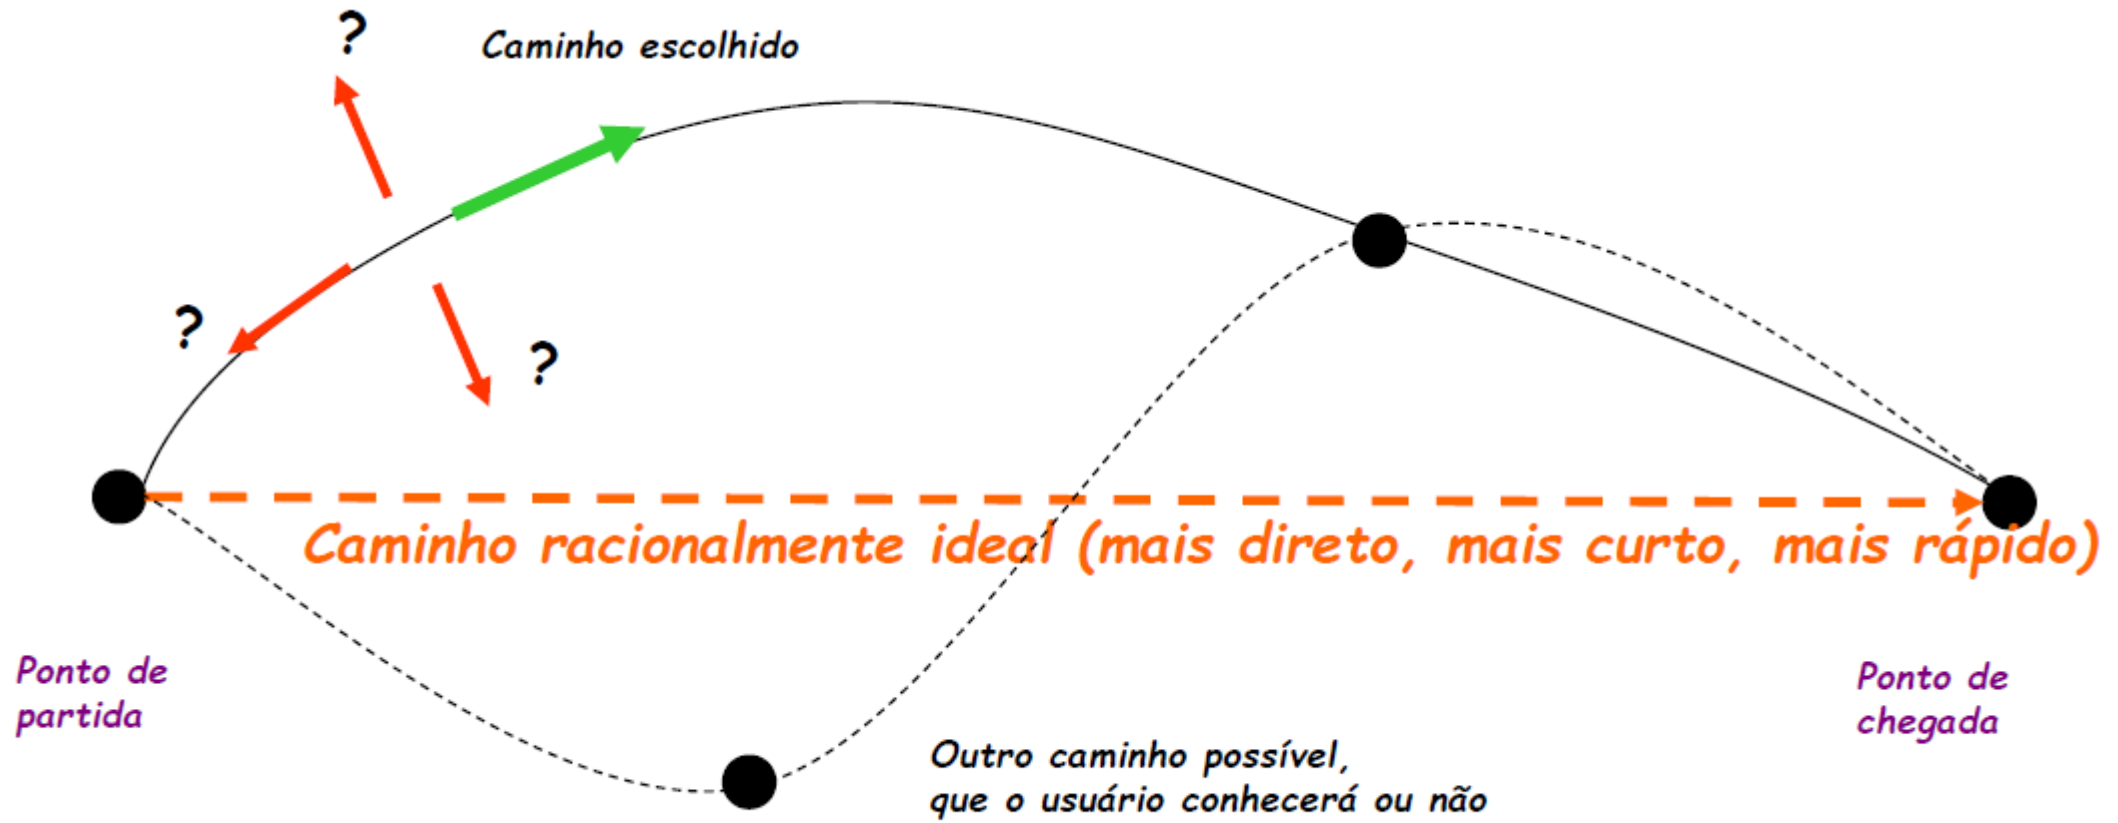 ?
Caminho escolhido
?
?
Caminho racionalmente ideal (mais direto, mais curto, mais rápido)
Ponto de
partida
Ponto de
chegada
Outro caminho possível,
que o usuário conhecerá ou não